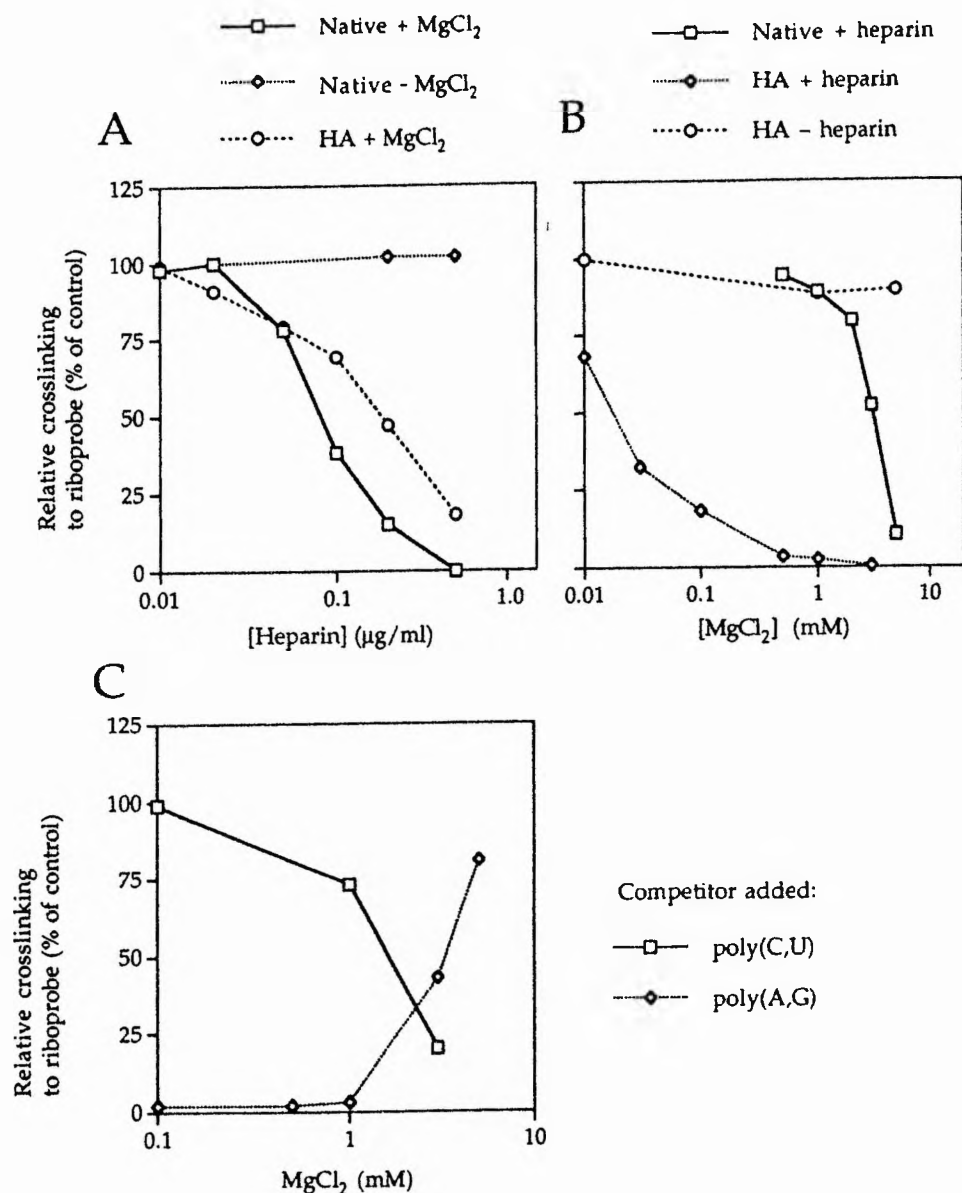 Native + MgCl2
Native - MgCl2
HA + MgCl2
Native + heparin
HA + heparin
HA – heparin
A
B
Relative crosslinking
to riboprobe (% of control)
125
100
75
50
25
0
0.01
0.1
1.0
[Heparin] (µg/ml)
0.01
0.1
1
10
[MgCl2] (mM)
C
Relative crosslinking
to riboprobe (% of control)
125
100
75
50
25
0
0.1
1
10
MgCl2 (mM)
Competitor added:
poly(C,U)
poly(A,G)